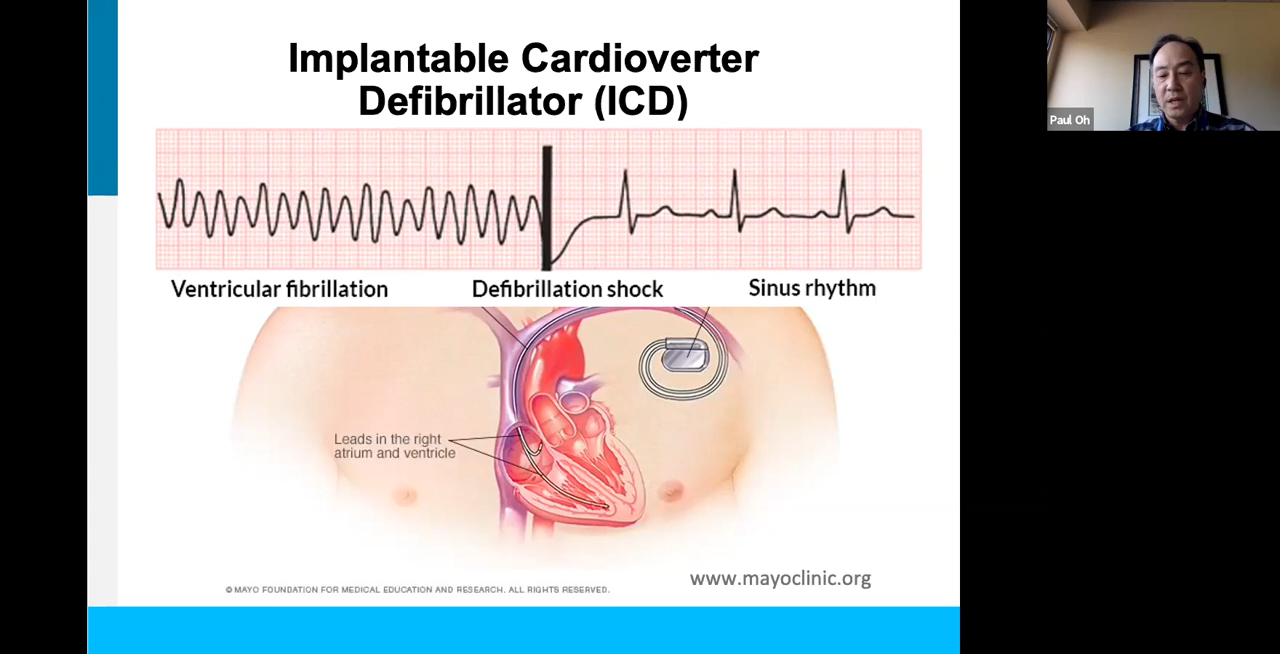 Implantable Cardioverter
Defibrillator (ICD)
Paul Oh
Ventricular fibrillation
Defibrillation shock
Sinus rhythm
Leads in the right
atrium and ventricle
www.mayoclinic.org
© MAYO FOUNDATION FOR MEDICAL EDUCATION AND RESEARCH. ALL RIGHTS RESERVED.